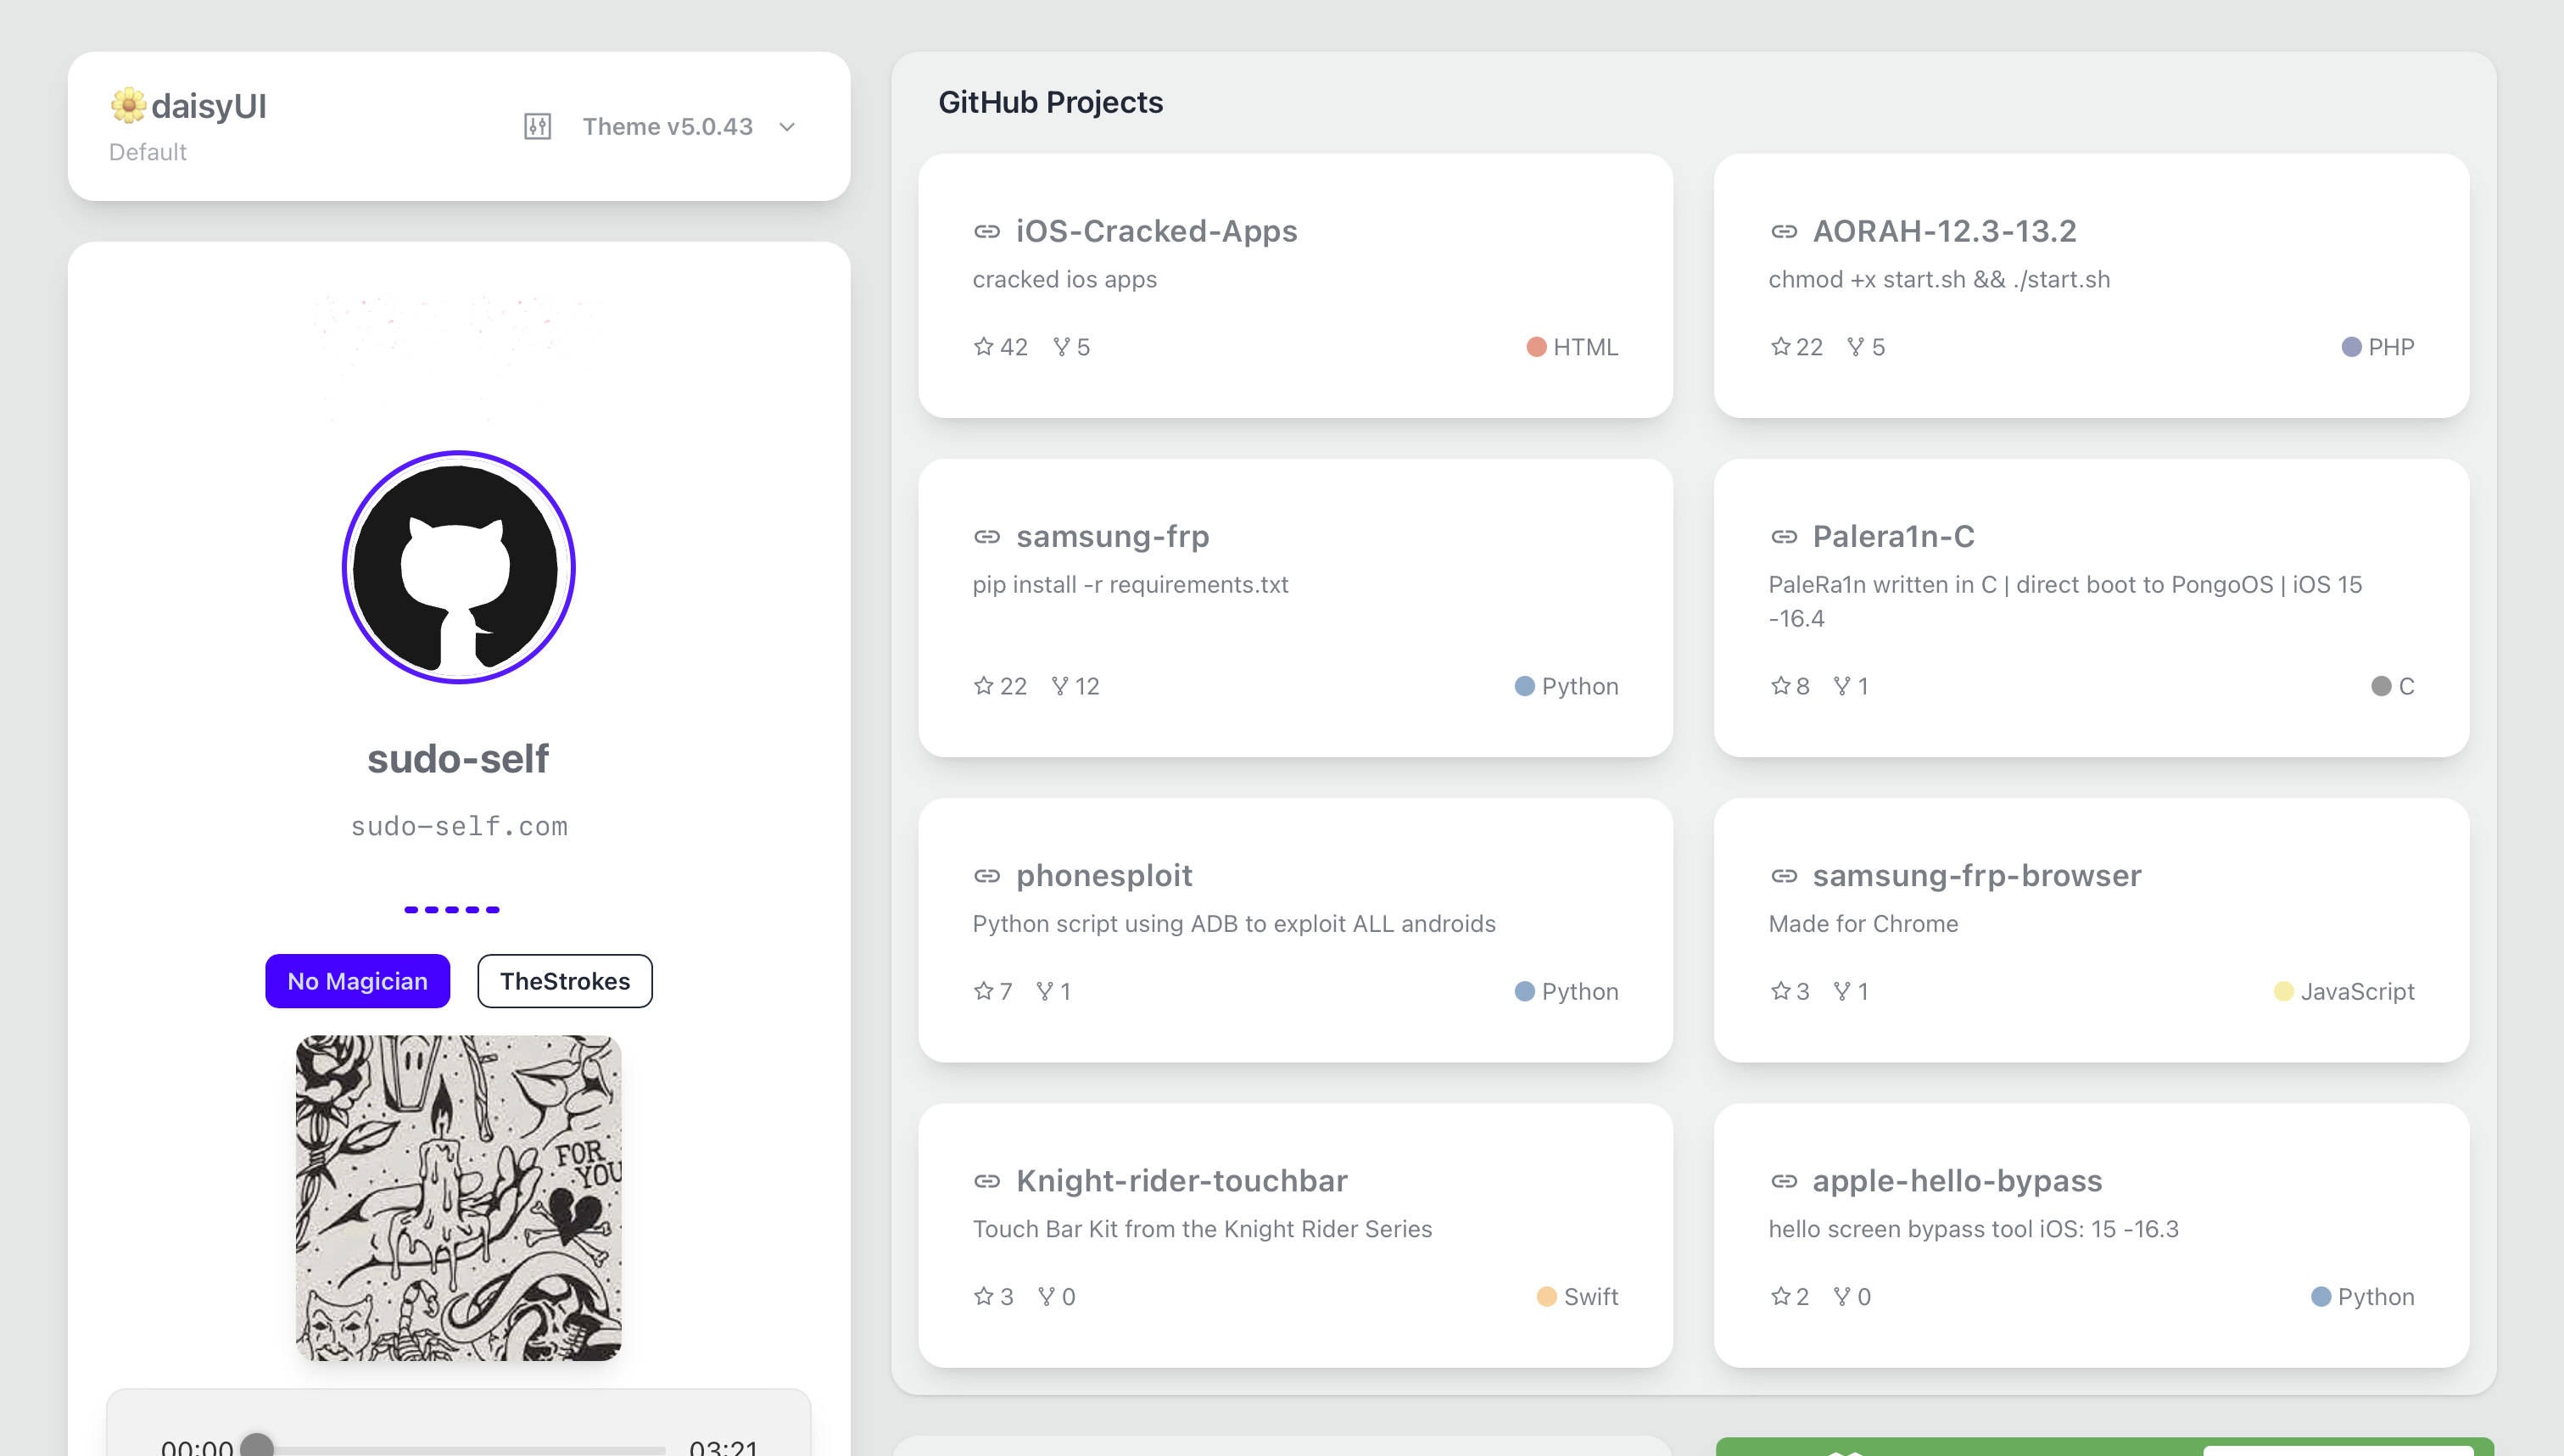 daisyUI
Default
Theme v5.0.43
sudo-self
sudo-self.com
No Magician
TheStrokes
FOR
YOU
00:00
03:21
GitHub Projects
iOS-Cracked-Apps
cracked ios apps
42
5
HTML
AORAH-12.3-13.2
chmod +x start.sh && ./start.sh
22
5
PHP
samsung-frp
pip install -r requirements.txt
22
12
Python
Palera1n-C
PaleRa1n written in C | direct boot to PongoOS | iOS 15
-16.4
8
1
C
phonesploit
Python script using ADB to exploit ALL androids
7
1
Python
samsung-frp-browser
Made for Chrome
3
1
JavaScript
Knight-rider-touchbar
Touch Bar Kit from the Knight Rider Series
3
0
Swift
apple-hello-bypass
hello screen bypass tool iOS: 15 -16.3
2
0
Python